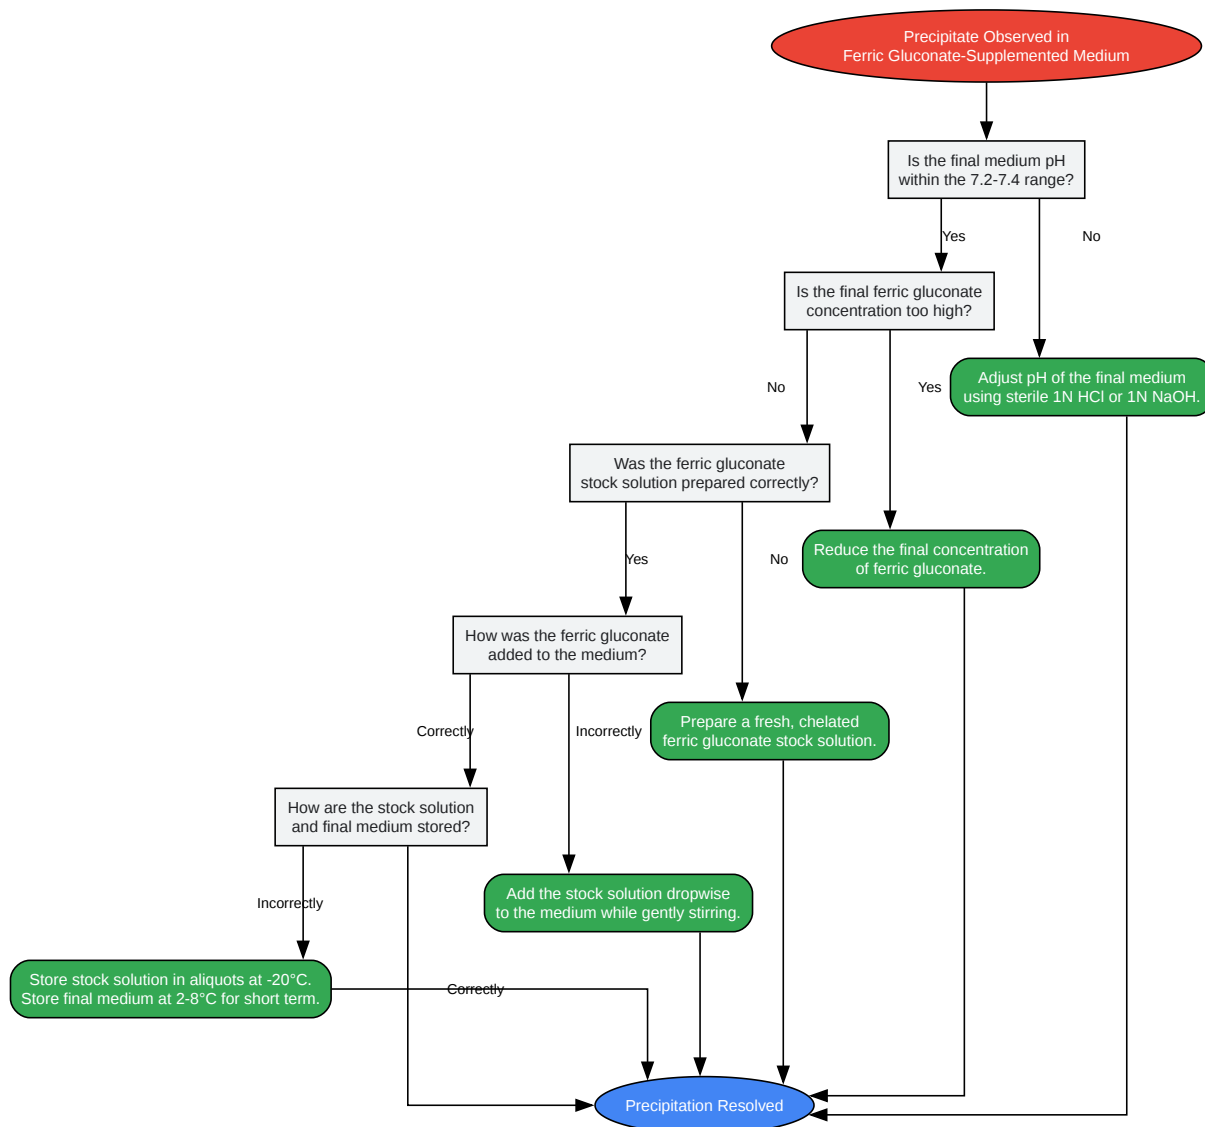 Precipitate Observed in
Ferric Gluconate-Supplemented Medium
Is the final medium pH
within the 7.2-7.4 range?
Yes
No
Is the final ferric gluconate
concentration too high?
No
Yes
Adjust pH of the final medium
using sterile 1N HCl or 1N NaOH.
Was the ferric gluconate
stock solution prepared correctly?
Yes
No
Reduce the final concentration
of ferric gluconate.
How was the ferric gluconate
added to the medium?
Correctly
Incorrectly
Prepare a fresh, chelated
ferric gluconate stock solution.
How are the stock solution
and final medium stored?
Incorrectly
Add the stock solution dropwise
to the medium while gently stirring.
Store stock solution in aliquots at -20°C.
Store final medium at 2-8°C for short term.
Correctly
Precipitation Resolved